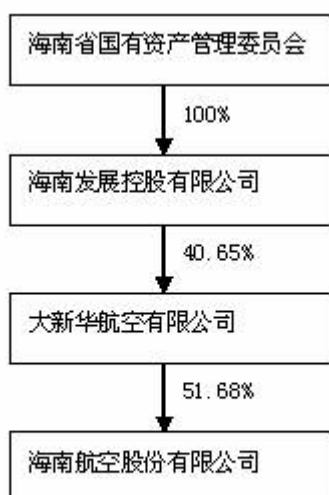 海南省国有资产管理委员会
100%
海南发展控股有限公司
40.65%
大新华航空有限公司
51.68%
海南航空股份有限公司